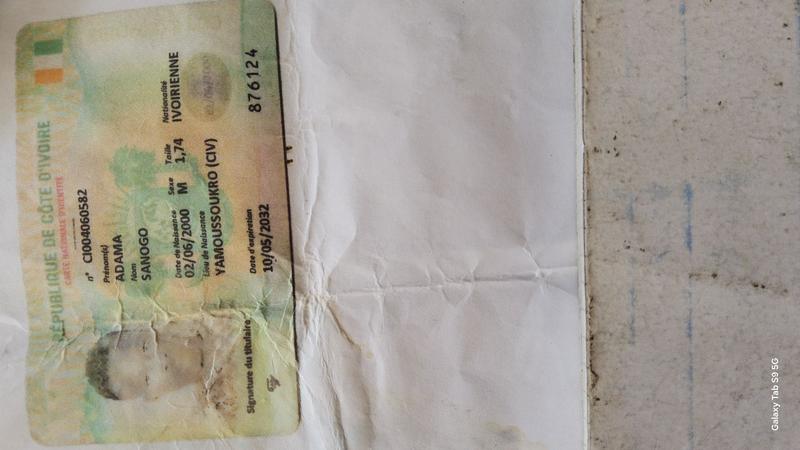 RÉPUBLIQUE DE CÔTE D'IVOIRE
CARTE NATIONALE D'IDENTITÉ
n° CI004060582
Prénom(s)
ADAMA
Nom
SANOGO
Date de Naissance Sexe Taille Nationalité
02/06/2000 M 1,74 IVOIRIENNE
Lieu de Naissance
YAMOUSSOUKRO (CIV)
Date d'expiration
10/05/2032
876124
Signature du titulaire
Galaxy Tab S9 5G